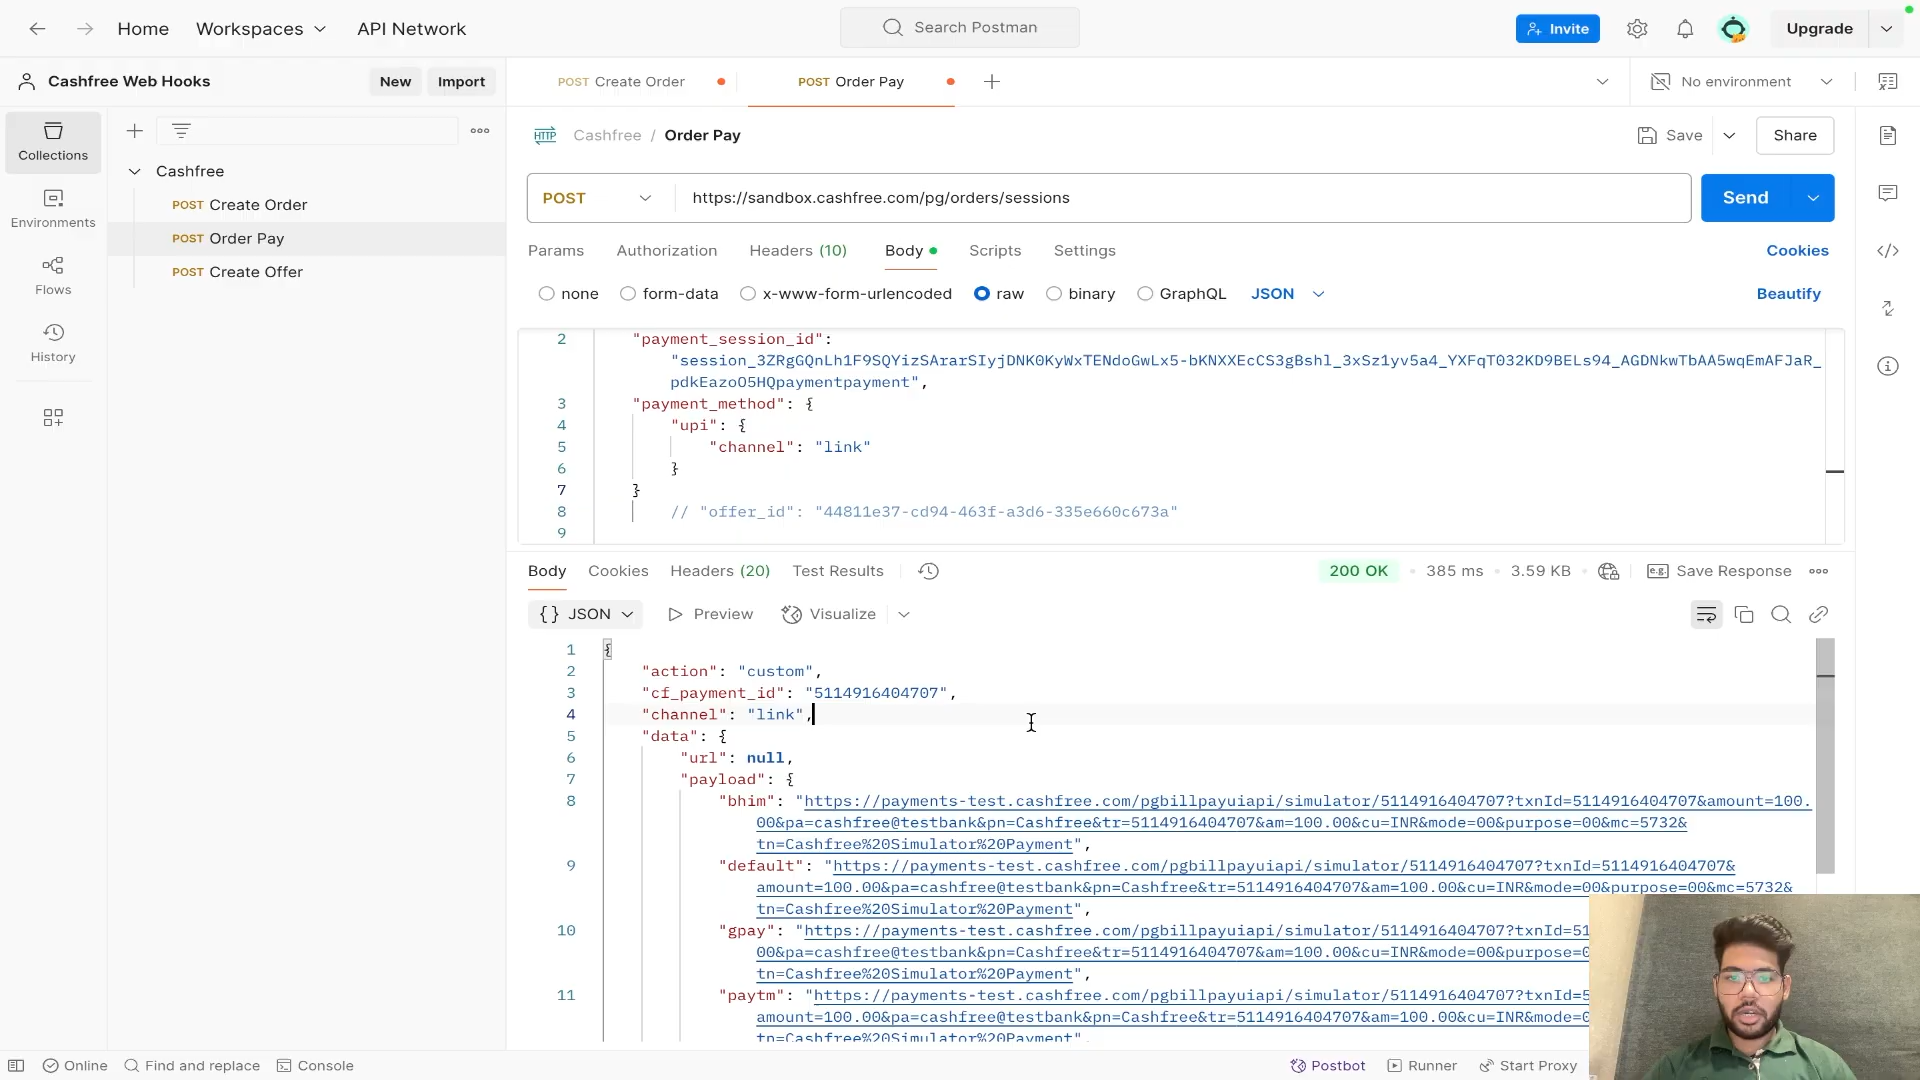 Home
Workspaces
API Network
Search Postman
Invite
Upgrade
Cashfree Web Hooks
New
Import
POST Create Order
POST Order Pay
No environment
Collections
Environments
Flows
History
Cashfree
POST Create Order
POST Order Pay
POST Create Offer
HTTP
Cashfree / Order Pay
Save
Share
POST
https://sandbox.cashfree.com/pg/orders/sessions
Send
Params
Authorization
Headers (10)
Body
Scripts
Settings
Cookies
none
form-data
x-www-form-urlencoded
raw
binary
GraphQL
JSON
Beautify
2 "payment_session_id":
"session_3ZRgGQnLh1F9SQYizSArarSIyjDNK0KyWxTENdoGwLx5-bKNXXEcCS3gBshl_3xSz1yv5a4_YXFqT032KD9BELs94_AGDNkwTbAA5wqEmAFJaR_
pdkEazoO5HQpaymentpayment",
3 "payment_method": {
4 "upi": {
5 "channel": "link"
6 }
7 }
8 // "offer_id": "44811e37-cd94-463f-a3d6-335e660c673a"
9
Body
Cookies
Headers (20)
Test Results
200 OK
385 ms
3.59 KB
e.g.
Save Response
{} JSON
Preview
Visualize
1 {
2 "action": "custom",
3 "cf_payment_id": "5114916404707",
4 "channel": "link",
5 "data": {
6 "url": null,
7 "payload": {
8 "bhim": "https://payments-test.cashfree.com/pgbillpayuiapi/simulator/5114916404707?txnId=5114916404707&amount=100.
00&pa=cashfree@testbank&pn=Cashfree&tr=5114916404707&am=100.00&cu=INR&mode=00&purpose=00&mc=5732&
tn=Cashfree%20Simulator%20Payment",
9 "default": "https://payments-test.cashfree.com/pgbillpayuiapi/simulator/5114916404707?txnId=5114916404707&
amount=100.00&pa=cashfree@testbank&pn=Cashfree&tr=5114916404707&am=100.00&cu=INR&mode=00&purpose=00&mc=5732&
tn=Cashfree%20Simulator%20Payment",
10 "gpay": "https://payments-test.cashfree.com/pgbillpayuiapi/simulator/5114916404707?txnId=51
00&pa=cashfree@testbank&pn=Cashfree&tr=5114916404707&am=100.00&cu=INR&mode=00&purpose=0
tn=Cashfree%20Simulator%20Payment",
11 "paytm": "https://payments-test.cashfree.com/pgbillpayuiapi/simulator/5114916404707?txnId=5
amount=100.00&pa=cashfree@testbank&pn=Cashfree&tr=5114916404707&am=100.00&cu=INR&mode=0
tn=Cashfree%20Simulator%20Payment",
Online
Find and replace
Console
Postbot
Runner
Start Proxy